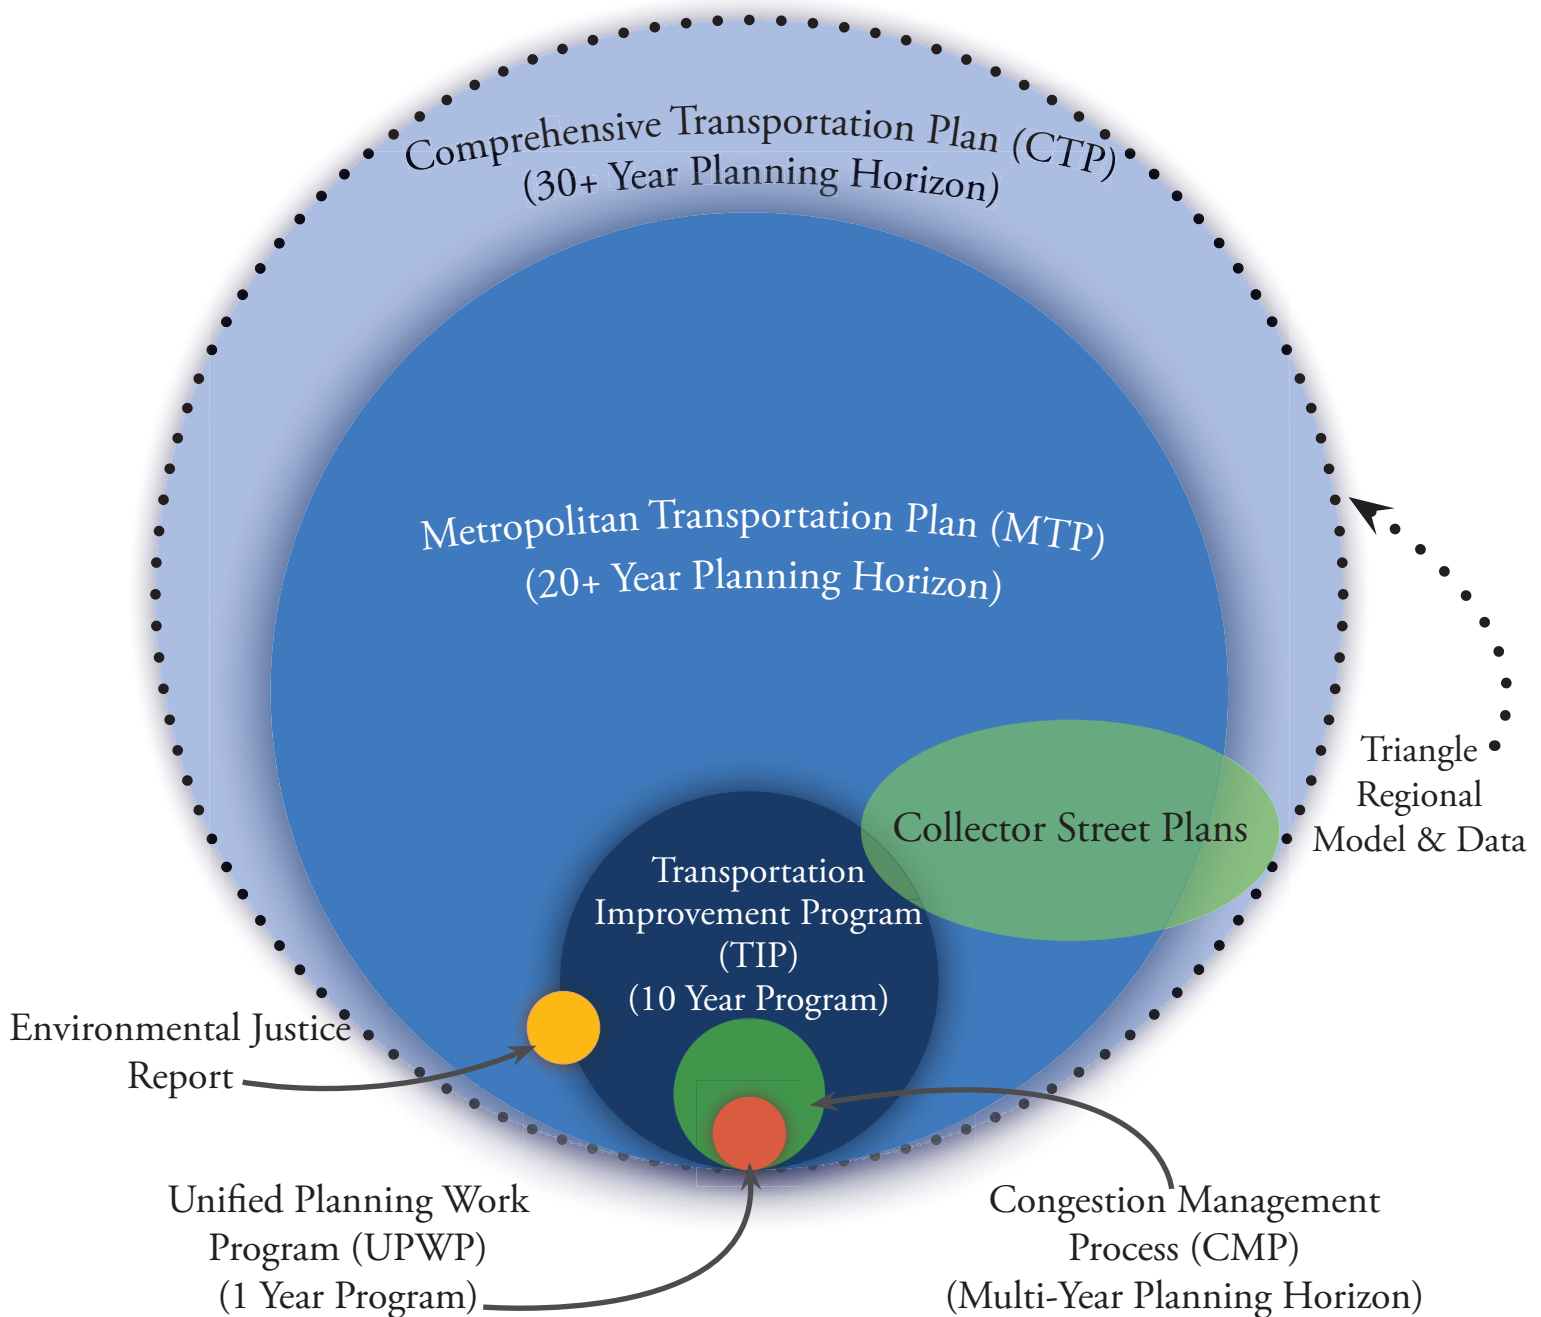 Comprehensive Transportation Plan (CTP)
(30+ Year Planning Horizon)
Metropolitan Transportation Plan (MTP)
(20+ Year Planning Horizon)
Triangle
Regional
Model & Data
Collector Street Plans
Transportation
Improvement Program
(TIP)
(10 Year Program)
Environmental Justice
Report
Unified Planning Work
Program (UPWP)
(1 Year Program)
Congestion Management
Process (CMP)
(Multi-Year Planning Horizon)